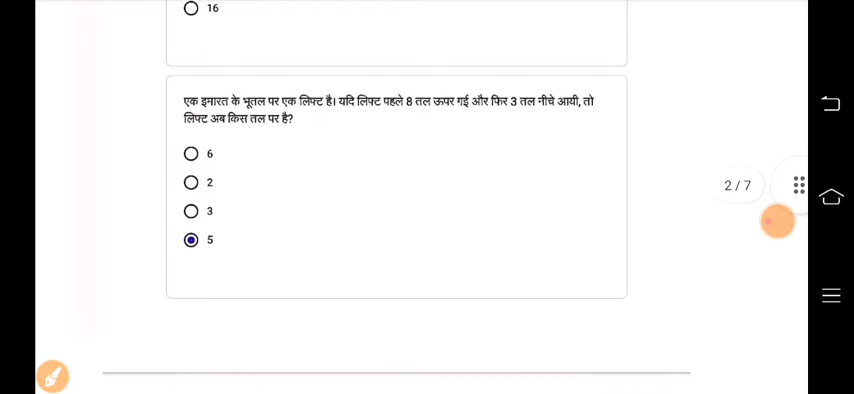 16
एक इमारत के भूतल पर एक लिफ्ट है। यदि लिफ्ट पहले 8 तल ऊपर गई और फिर 3 तल नीचे आयी, तो
लिफ्ट अब किस तल पर है?
6
2
3
5
2 / 7